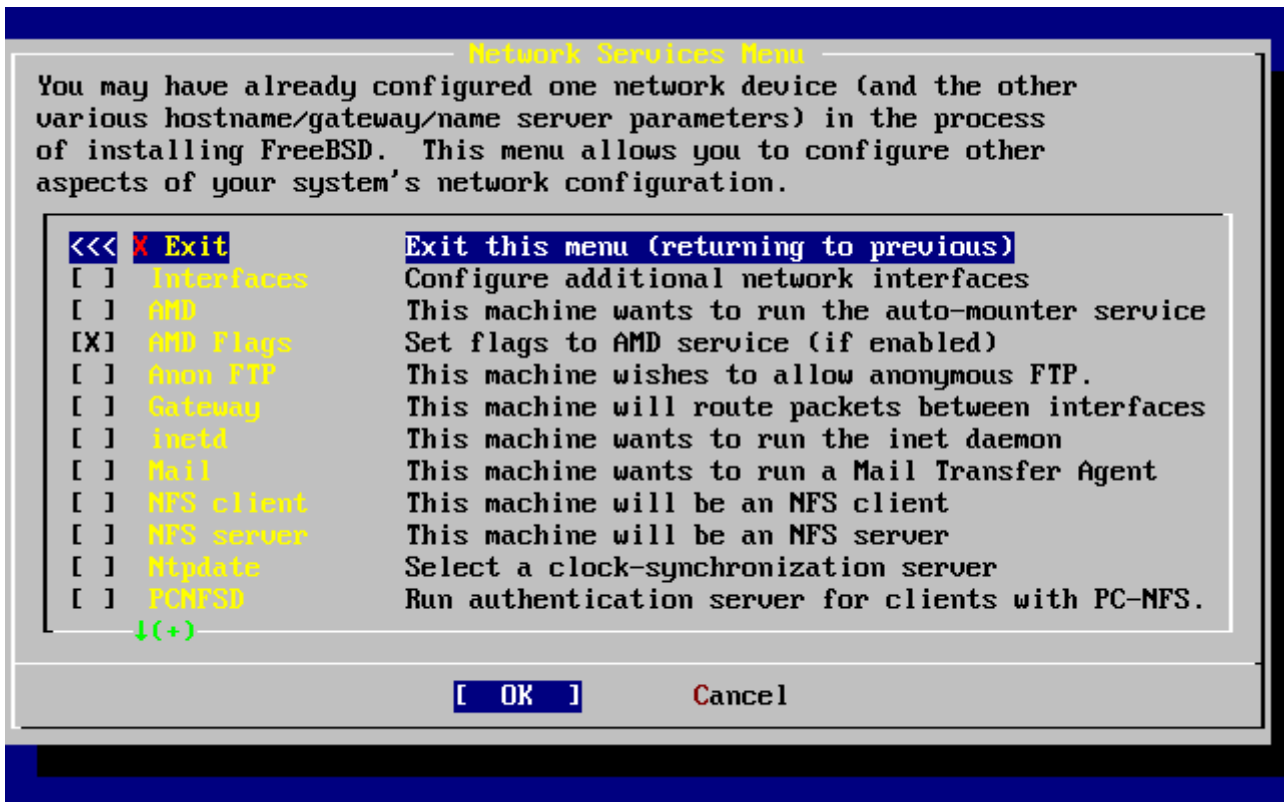 Network Services Menu
You may have already configured one network device (and the other
various hostname/gateway/name server parameters) in the process
of installing FreeBSD.  This menu allows you to configure other
aspects of your system's network configuration.
<<< X Exit Exit this menu (returning to previous)
[ ] Interfaces Configure additional network interfaces
[ ] AMD This machine wants to run the auto-mounter service
[X] AMD Flags Set flags to AMD service (if enabled)
[ ] Anon FTP This machine wishes to allow anonymous FTP.
[ ] Gateway This machine will route packets between interfaces
[ ] inetd This machine wants to run the inet daemon
[ ] Mail This machine wants to run a Mail Transfer Agent
[ ] NFS client This machine will be an NFS client
[ ] NFS server This machine will be an NFS server
[ ] Ntpdate Select a clock-synchronization server
[ ] PCNFSD Run authentication server for clients with PC-NFS.
↓(+)
[ OK ] Cancel